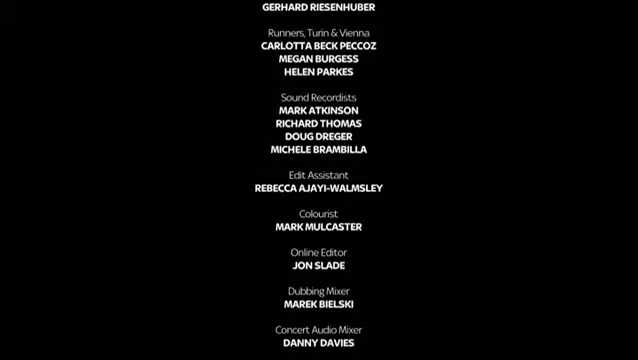 GERHARD RIESENHUBER
Runners, Turin & Vienna
CARLOTTA BECK PECCOZ
MEGAN BURGESS
HELEN PARKES
Sound Recordists
MARK ATKINSON
RICHARD THOMAS
DOUG DREGER
MICHELE BRAMBILLA
Edit Assistant
REBECCA AJAYI-WALMSLEY
Colourist
MARK MULCASTER
Online Editor
JON SLADE
Dubbing Mixer
MAREK BIELSKI
Concert Audio Mixer
DANNY DAVIES